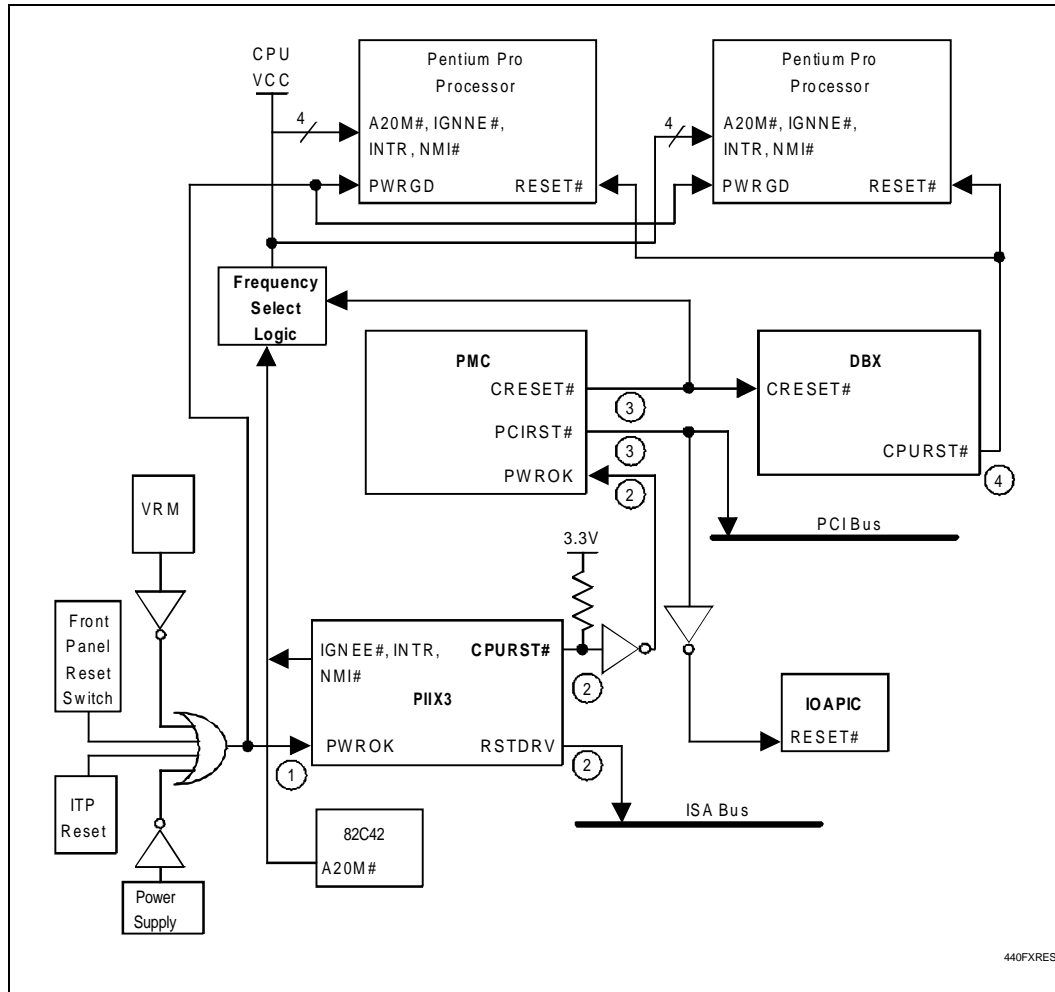 CPU
VCC
Pentium Pro
Processor
4
A20M#, IGNNE#,
INTR, NMI#
PWRGD
RESET#
Pentium Pro
Processor
4
A20M#, IGNNE#,
INTR, NMI#
PWRGD
RESET#
Frequency
Select
Logic
PMC
CRESET#
3
PCIRST#
3
PWROK
2
DBX
CRESET#
CPURST#
4
PCI Bus
VRM
3.3V
Front
Panel
Reset
Switch
IGNEE#, INTR,
NMI#
CPURST#
2
PIIX3
PWROK
1
RSTDRV
2
IOAPIC
RESET#
ITP
Reset
82C42
A20M#
ISA Bus
Power
Supply
440FXRES